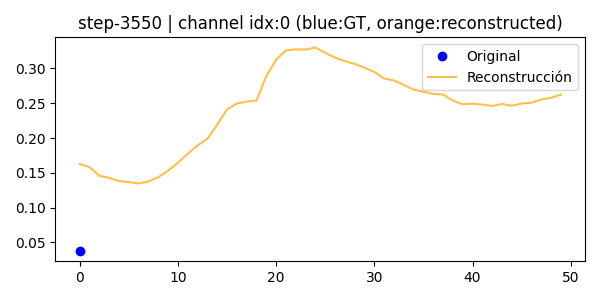 step-3550 | channel idx:0 (blue:GT, orange:reconstructed)
Original
Reconstrucción
0.30
0.25
0.20
0.15
0.10
0.05
0 10 20 30 40 50